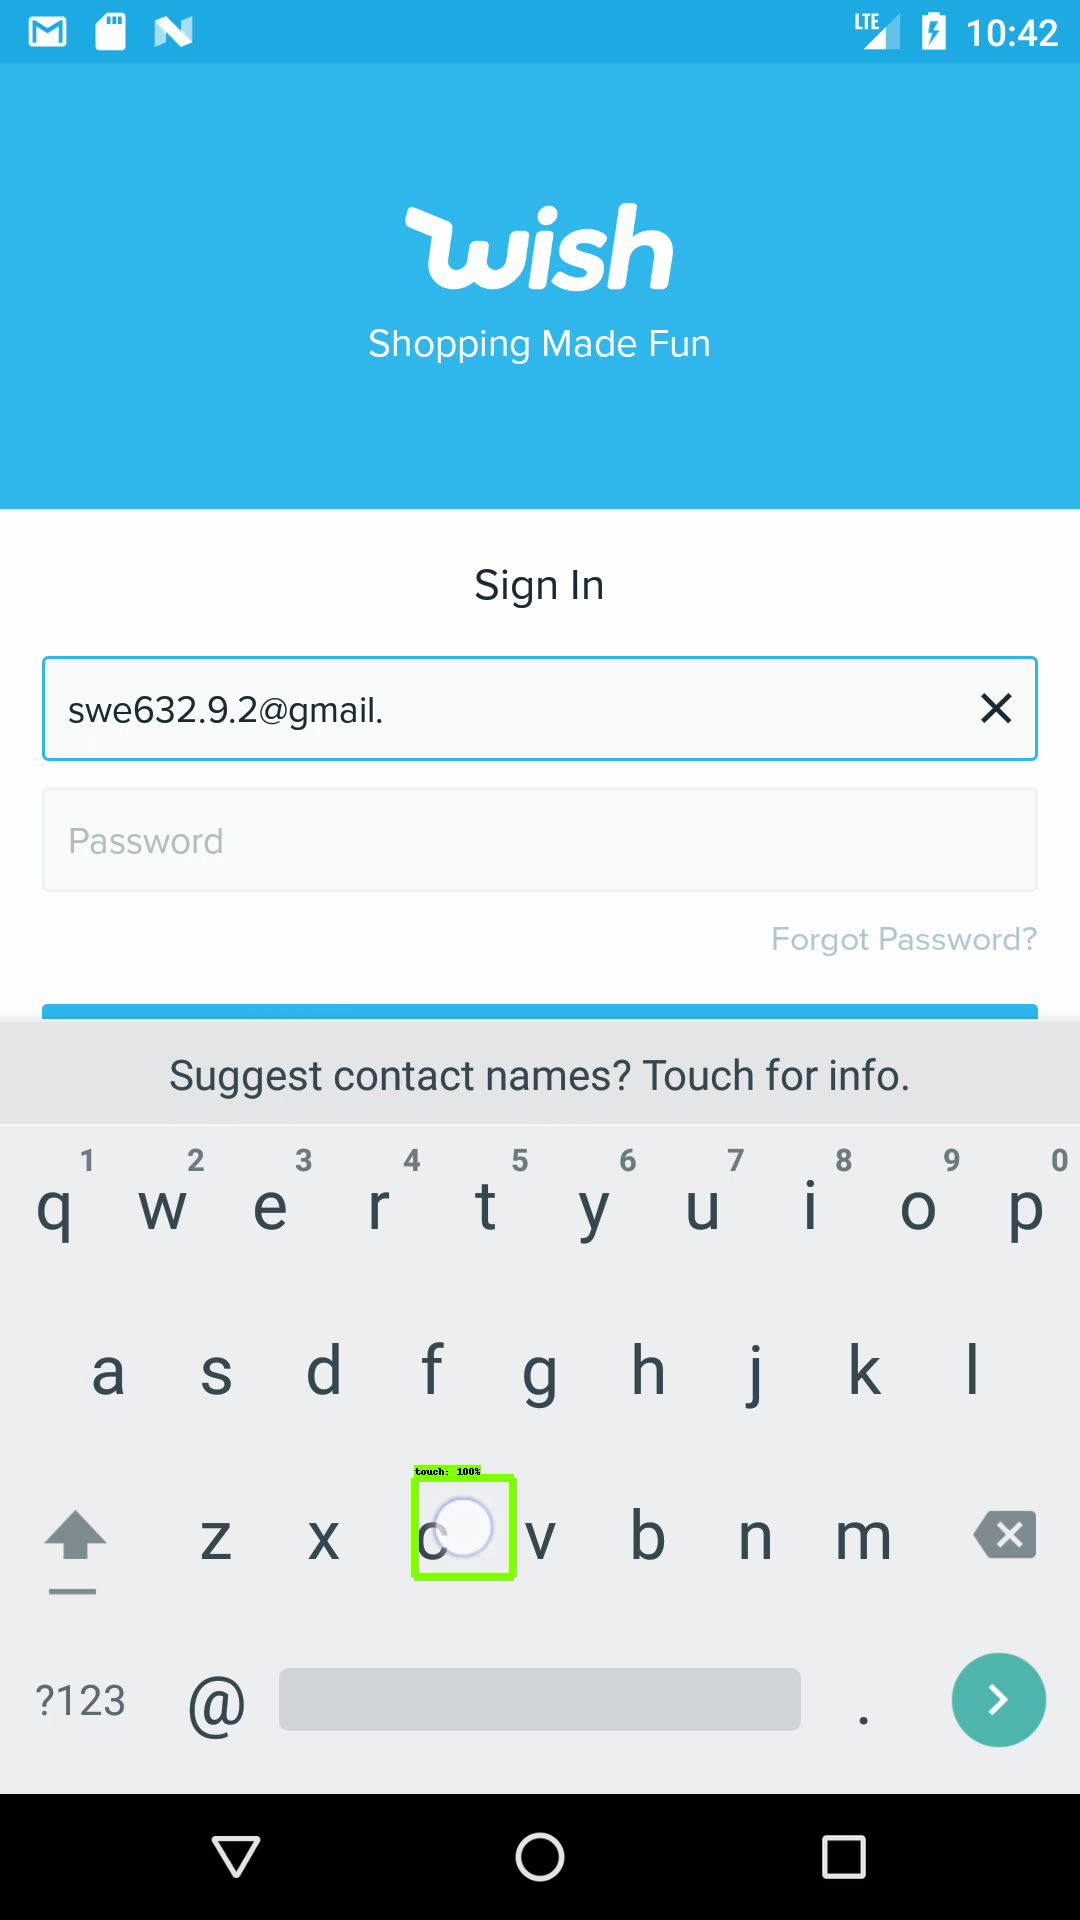 LTE 10:42
wish
Shopping Made Fun
Sign In
swe632.9.2@gmail.
Password
Forgot Password?
Suggest contact names? Touch for info.
1 2 3 4 5 6 7 8 9 0
q w e r t y u i o p
a s d f g h j k l
touch: 100%
z x c v b n m
?123 @ .